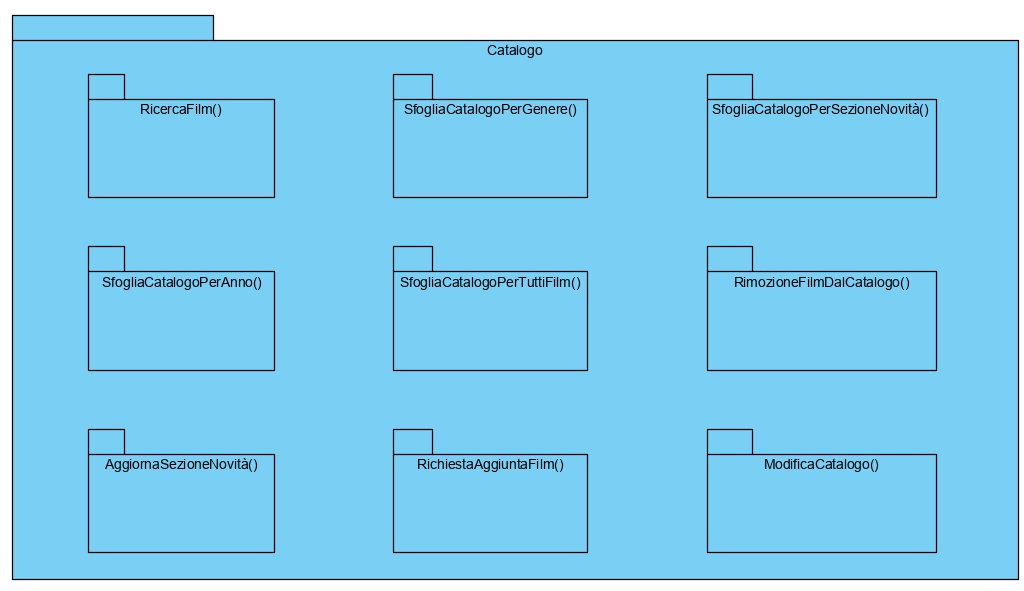 Catalogo
RicercaFilm()
SfogliaCatalogoPerGenere()
SfogliaCatalogoPerSezioneNovità()
SfogliaCatalogoPerAnno()
SfogliaCatalogoPerTuttiFilm()
RimozioneFilmDalCatalogo()
AggiornaSezioneNovità()
RichiestaAggiuntaFilm()
ModificaCatalogo()